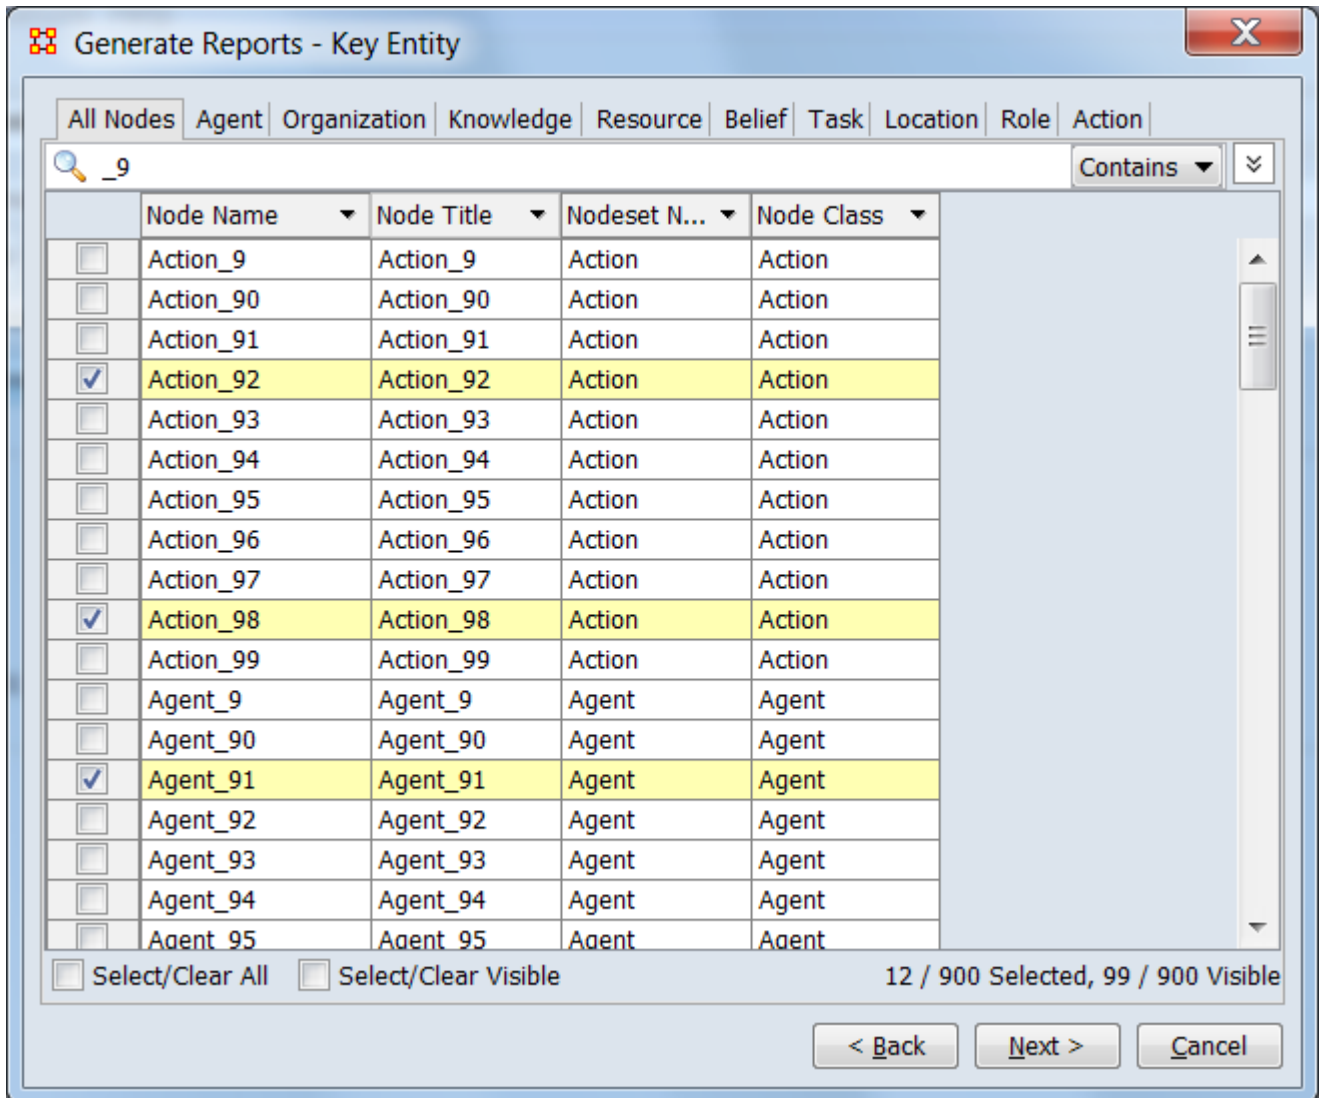 Generate Reports - Key Entity
All Nodes Agent Organization Knowledge Resource Belief Task Location Role Action
_9 Contains
Node Name Node Title Nodeset N... Node Class
Action_9 Action_9 Action Action
Action_90 Action_90 Action Action
Action_91 Action_91 Action Action
Action_92 Action_92 Action Action
Action_93 Action_93 Action Action
Action_94 Action_94 Action Action
Action_95 Action_95 Action Action
Action_96 Action_96 Action Action
Action_97 Action_97 Action Action
Action_98 Action_98 Action Action
Action_99 Action_99 Action Action
Agent_9 Agent_9 Agent Agent
Agent_90 Agent_90 Agent Agent
Agent_91 Agent_91 Agent Agent
Agent_92 Agent_92 Agent Agent
Agent_93 Agent_93 Agent Agent
Agent_94 Agent_94 Agent Agent
Agent_95 Agent_95 Agent Agent
Select/Clear All Select/Clear Visible 12 / 900 Selected, 99 / 900 Visible
< Back Next > Cancel